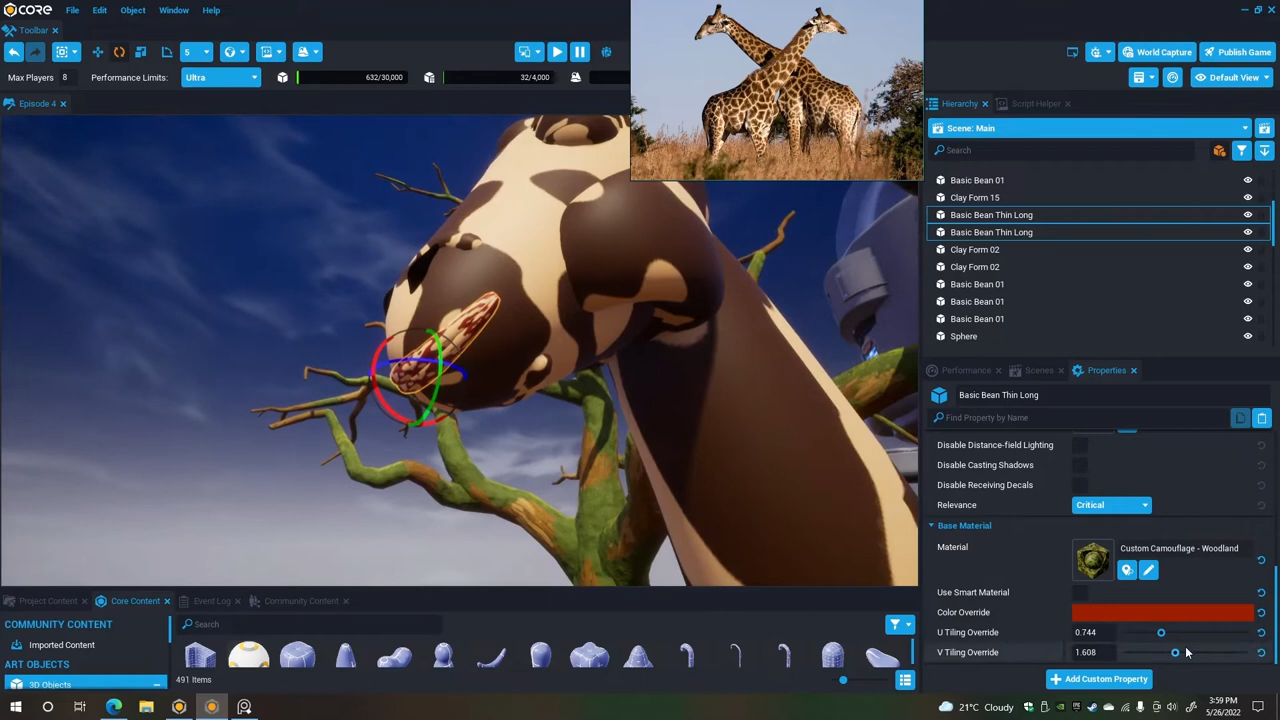 CORE File Edit Object Window Help
Toolbar
5 World Capture Publish Game
Max Players 8 Performance Limits: Ultra 632/30,000 32/4,000 Default View
Episode 4 Hierarchy Script Helper
Scene: Main
Search
Basic Bean 01
Clay Form 15
Basic Bean Thin Long
Basic Bean Thin Long
Clay Form 02
Clay Form 02
Basic Bean 01
Basic Bean 01
Basic Bean 01
Sphere
Performance Scenes Properties
Basic Bean Thin Long
Find Property by Name
Disable Distance-field Lighting
Disable Casting Shadows
Disable Receiving Decals
Relevance Critical
Base Material
Material Custom Camouflage - Woodland
Use Smart Material
Color Override
U Tiling Override 0.744
V Tiling Override 1.608
Add Custom Property
Project Content Core Content Event Log Community Content
COMMUNITY CONTENT Search
Imported Content
ART OBJECTS
3D Objects 491 Items
21°C Cloudy 3:59 PM
5/26/2022